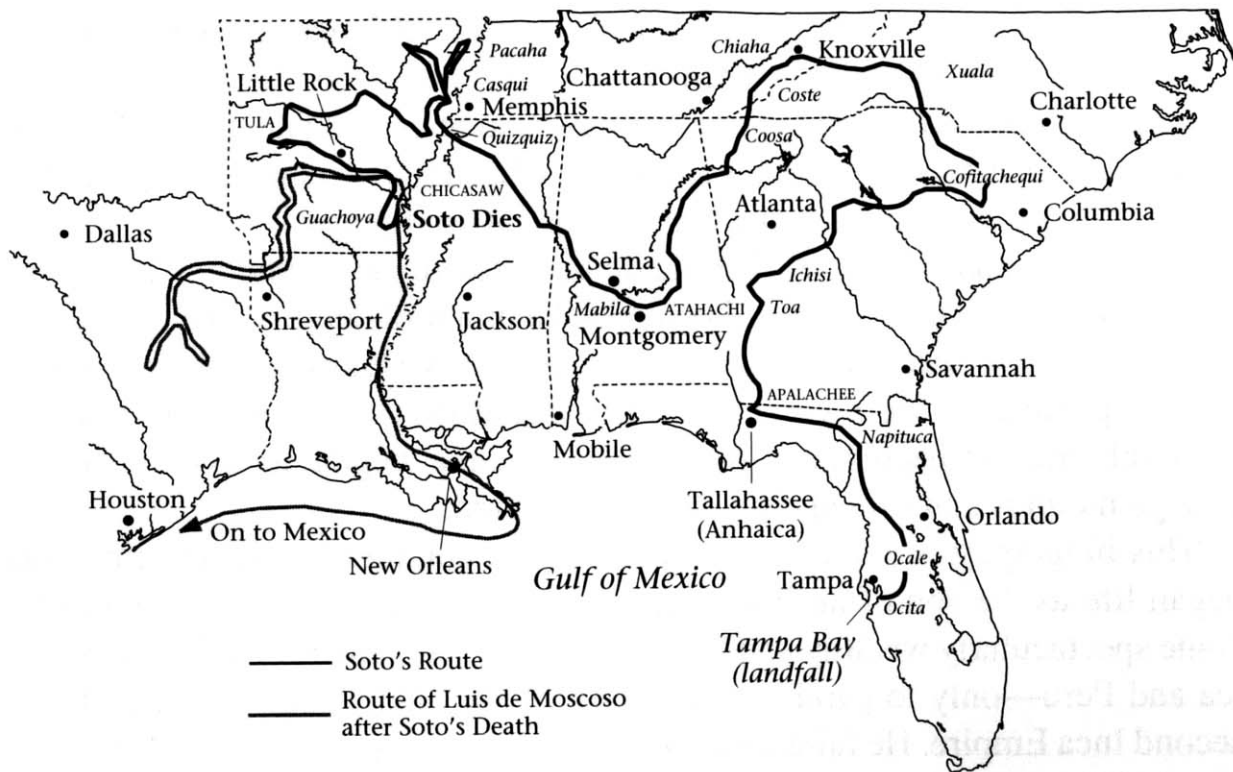 Pacaha
Chiaha
Knoxville
Little Rock
Casqui
Chattanooga
Xuala
Memphis
Coste
Charlotte
TULA
Quizquiz
Coosa
CHICASAW
Cofitachequi
Guachoya
Soto Dies
Atlanta
Columbia
Dallas
Selma
Ichisi
Mabila
ATAHACHI
Toa
Shreveport
Jackson
Montgomery
Savannah
APALACHEE
Napituca
Mobile
Houston
Tallahassee
(Anhaica)
Orlando
On to Mexico
New Orleans
Ocale
Gulf of Mexico
Tampa
Ocita
Tampa Bay
(landfall)
Soto's Route
Route of Luis de Moscoso
after Soto's Death